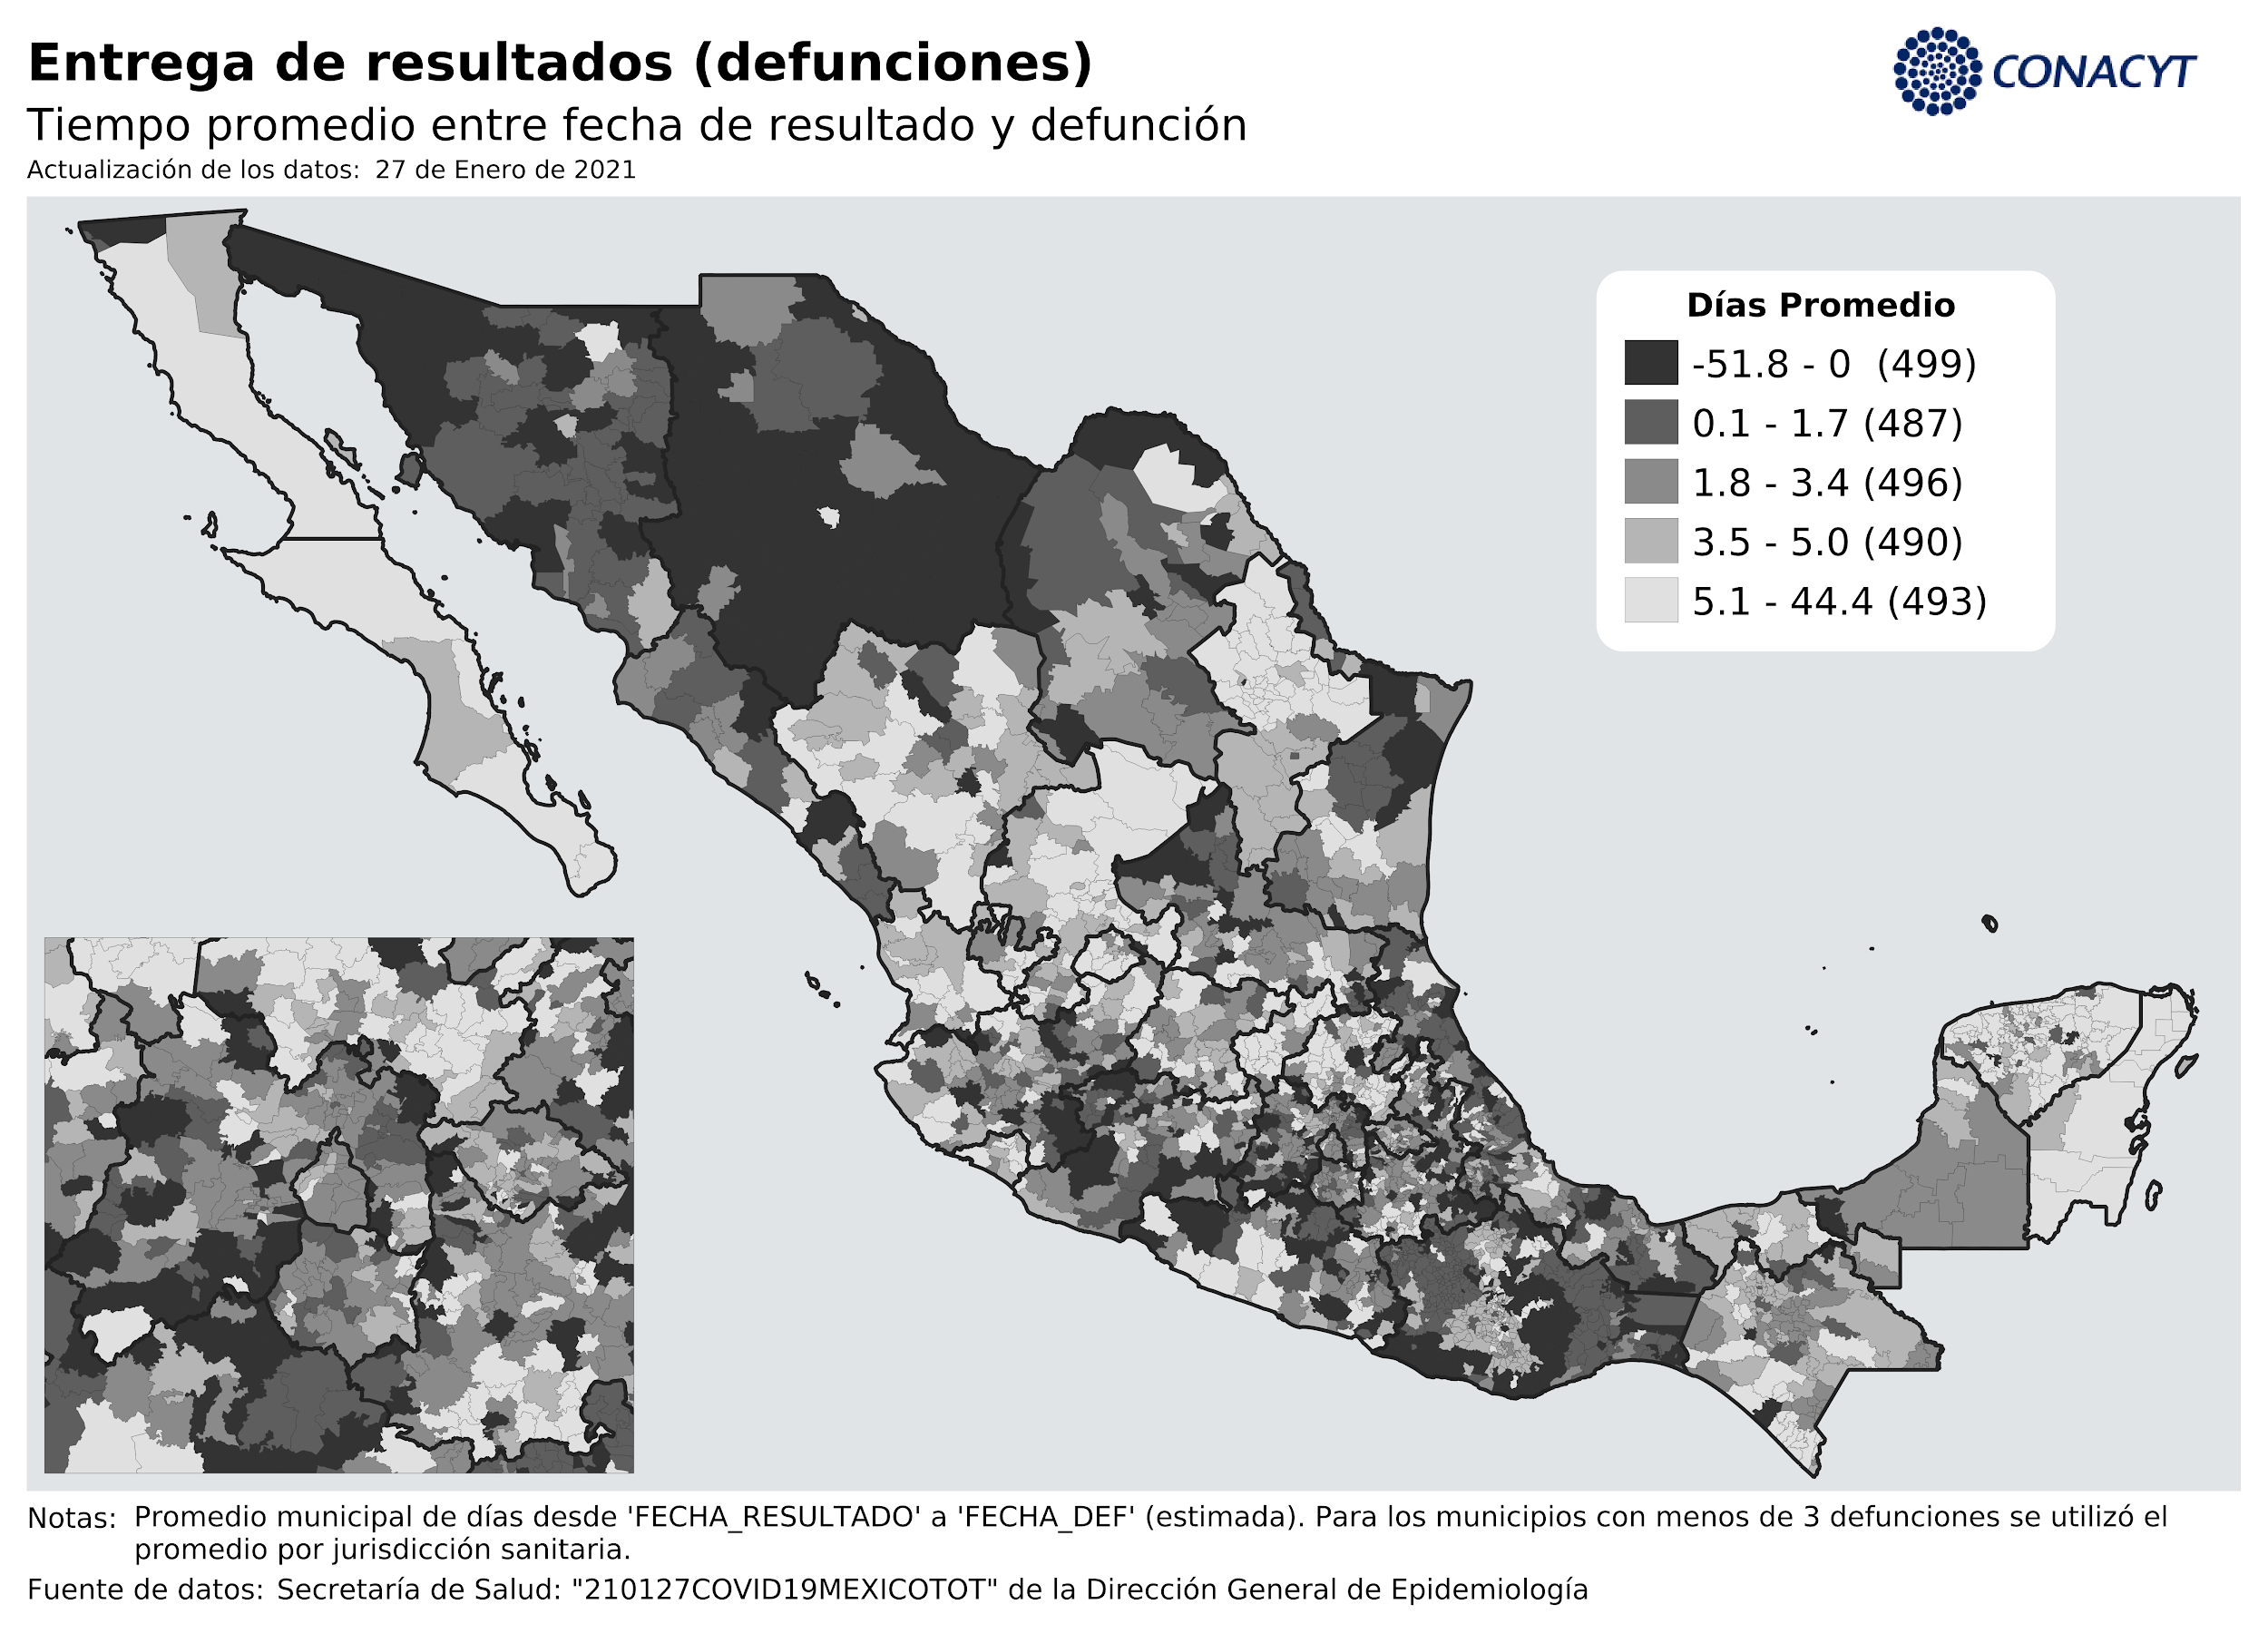 Entrega de resultados (defunciones)
CONACYT
Tiempo promedio entre fecha de resultado y defunción
Actualización de los datos: 27 de Enero de 2021
Días Promedio
-51.8 - 0 (499)
0.1 - 1.7 (487)
1.8 - 3.4 (496)
3.5 - 5.0 (490)
5.1 - 44.4 (493)
Notas: Promedio municipal de días desde 'FECHA_RESULTADO' a 'FECHA_DEF' (estimada). Para los municipios con menos de 3 defunciones se utilizó el
promedio por jurisdicción sanitaria.
Fuente de datos: Secretaría de Salud: "210127COVID19MEXICOTOT" de la Dirección General de Epidemiología